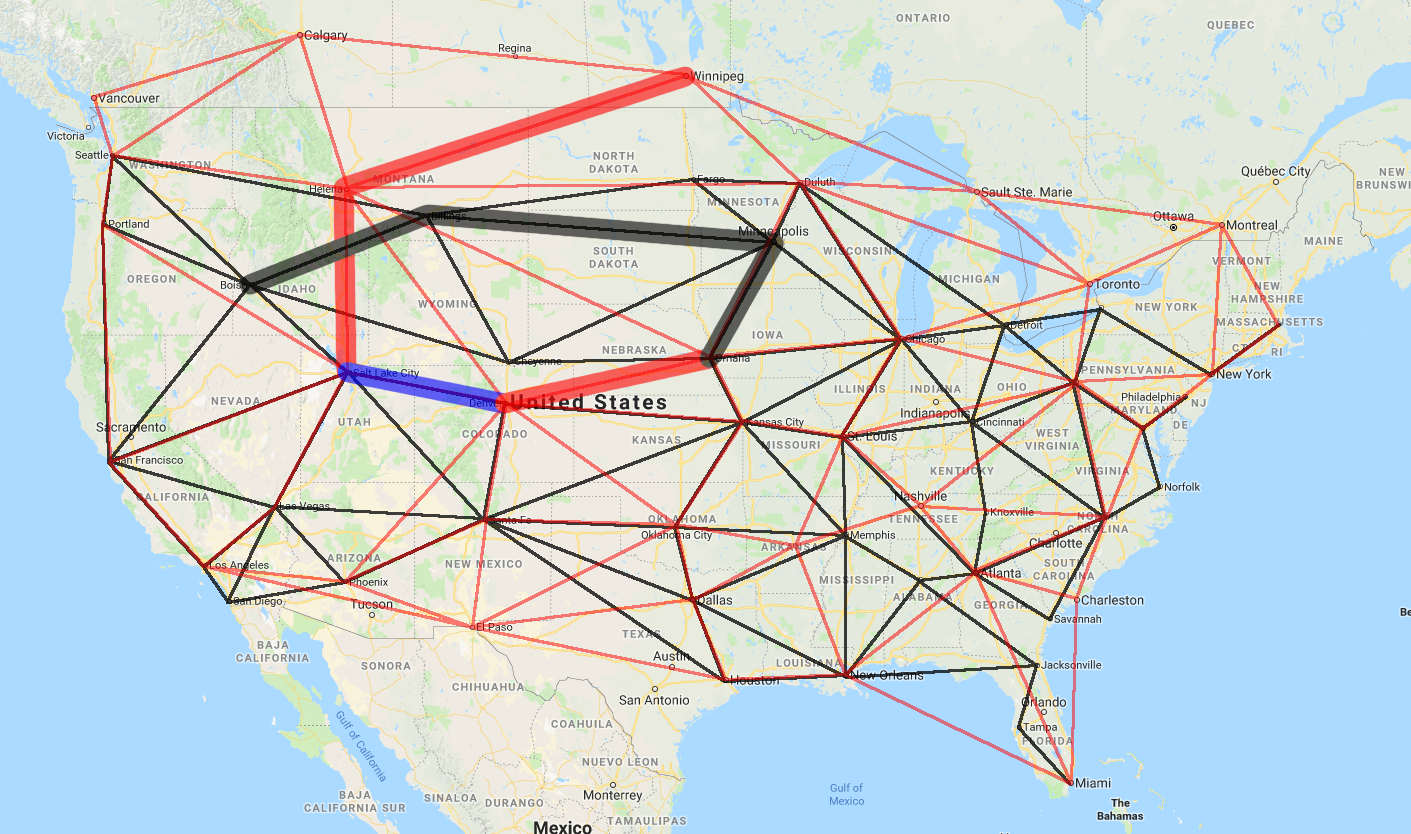 ONTARIO
QUEBEC
Calgary
Regina
Winnipeg
Vancouver
Victoria
Seattle
WASHINGTON
Helena
MONTANA
NORTH
DAKOTA
Fargo
Duluth
Sault Ste. Marie
Québec City
NEW
BRUNSWI
Ottawa
Montreal
Portland
Billings
MINNESOTA
Minneapolis
MAINE
OREGON
Boise
IDAHO
SOUTH
DAKOTA
WISCONSIN
MICHIGAN
Toronto
VERMONT
NEW
HAMPSHIRE
WYOMING
NEW YORK
MASSACHUSETTS
IOWA
Detroit
Chicago
CT
RI
Cheyenne
NEBRASKA
Omaha
Salt Lake City
PENNSYLVANIA
New York
NEVADA
Denver
United States
ILLINOIS
INDIANA
OHIO
Philadelphia
NJ
MARYLAND
DE
Indianapolis
Sacramento
UTAH
COLORADO
KANSAS
Kansas City
MISSOURI
St. Louis
Cincinnati
WEST
VIRGINIA
San Francisco
KENTUCKY
VIRGINIA
Norfolk
CALIFORNIA
Las Vegas
Nashville
TENNESSEE
Knoxville
Santa Fe
OKLAHOMA
Oklahoma City
NORTH
CAROLINA
Memphis
ARKANSAS
Charlotte
Los Angeles
ARIZONA
NEW MEXICO
Phoenix
MISSISSIPPI
Atlanta
SOUTH
CAROLINA
San Diego
Tucson
Dallas
ALABAMA
GEORGIA
Charleston
Savannah
El Paso
TEXAS
BAJA
CALIFORNIA
SONORA
Austin
LOUISIANA
Jacksonville
Houston
New Orleans
CHIHUAHUA
San Antonio
Orlando
COAHUILA
Gulf of California
Tampa
FLORIDA
NUEVO LEON
Miami
Gulf of
Mexico
BAJA
CALIFORNIA SUR
SINALOA
DURANGO
Monterrey
TAMAULIPAS
The
Bahamas
Mexico
Be